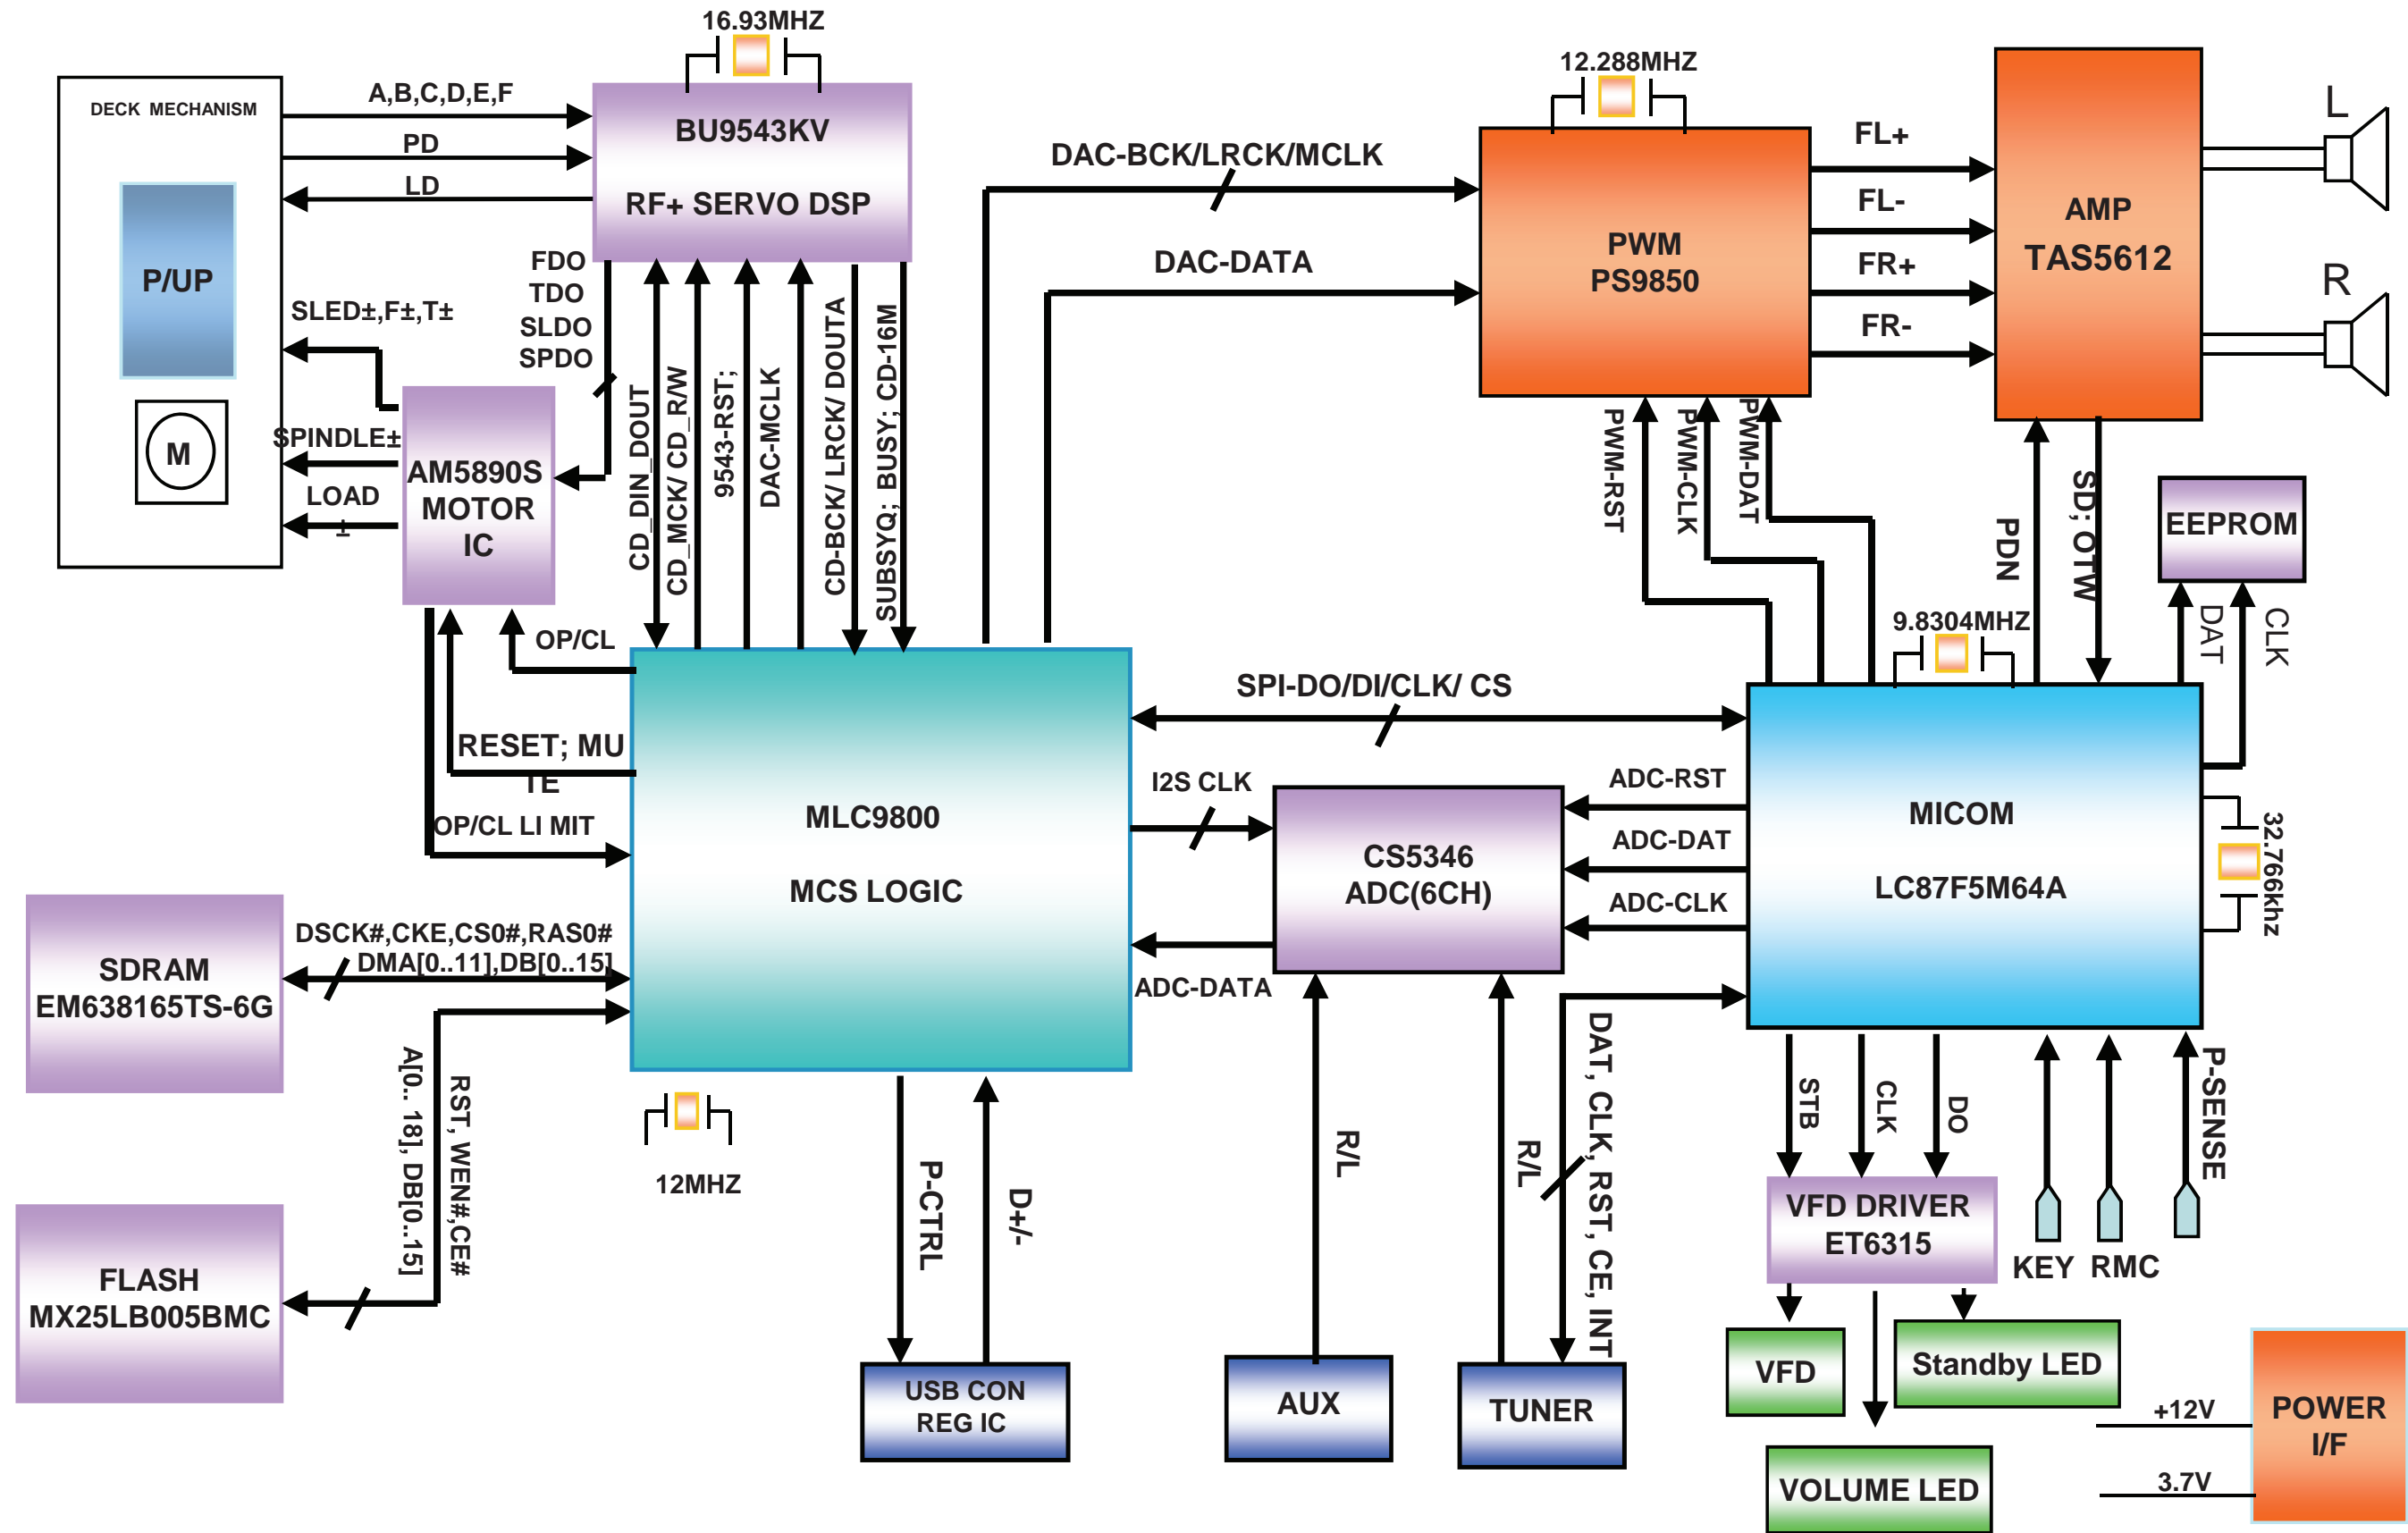 16.93MHZ
12.288MHZ
DECK MECHANISM
A,B,C,D,E,F
PD
LD
P/UP
M
BU9543KV
RF+ SERVO DSP
DAC-BCK/LRCK/MCLK
DAC-DATA
PWM
PS9850
FL+
FL-
FR+
FR-
AMP
TAS5612
L
R
FDO
TDO
SLDO
SPDO
SLED±,F±,T±
SPINDLE±
LOAD
±
AM5890S
MOTOR
IC
CD_DIN_DOUT
CD_MCK/ CD_R/W
9543-RST;
DAC-MCLK
CD-BCK/ LRCK/ DOUTA
SUBSYQ; BUSY; CD-16M
PWM-RST
PWM-CLK
PWM-DAT
PDN
SD; OTW
EEPROM
DAT
CLK
9.8304MHZ
OP/CL
RESET; MU
TE
OP/CL LI MIT
MLC9800
MCS LOGIC
SPI-DO/DI/CLK/ CS
I2S CLK
ADC-DATA
CS5346
ADC(6CH)
ADC-RST
ADC-DAT
ADC-CLK
MICOM
LC87F5M64A
32.766khz
SDRAM
EM638165TS-6G
DSCK#,CKE,CS0#,RAS0#
DMA[0..11],DB[0..15]
FLASH
MX25LB005BMC
A[0.. 18], DB[0..15]
RST, WEN#,CE#
12MHZ
P-CTRL
D+/-
USB CON
REG IC
R/L
AUX
R/L
TUNER
DAT, CLK, RST, CE, INT
STB
CLK
DO
P-SENSE
VFD DRIVER
ET6315
KEY
RMC
VFD
Standby LED
VOLUME LED
+12V
3.7V
POWER
I/F